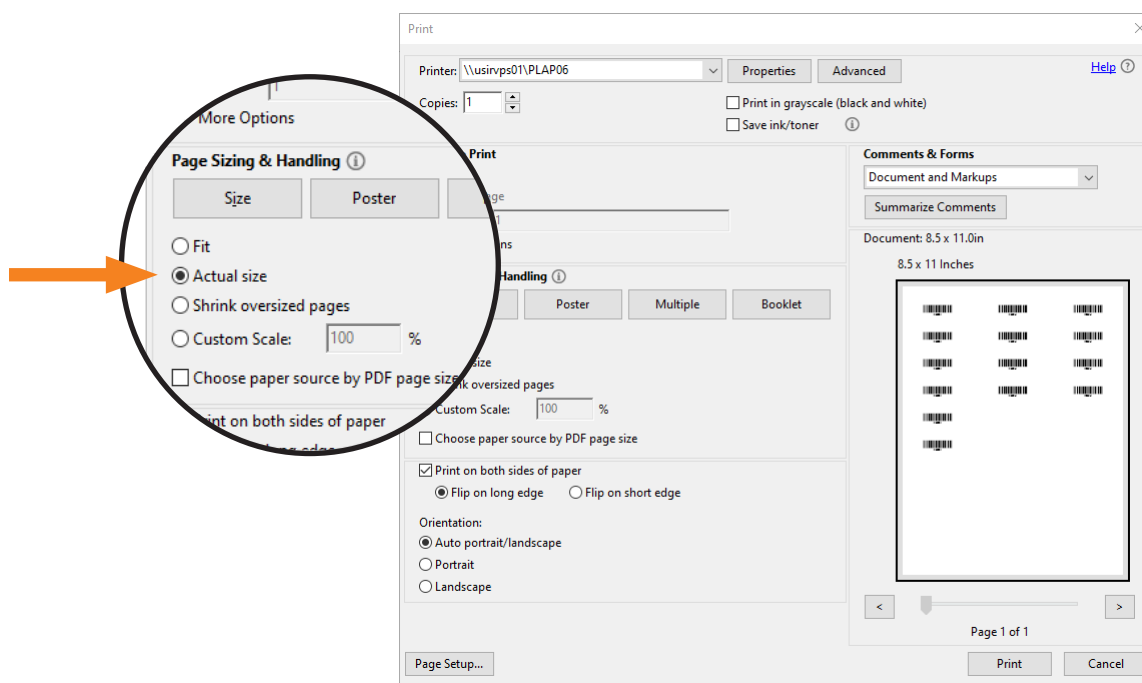 Print
Printer: \\usirvps01\PLAP06
Properties
Advanced
Help
Copies: 1
Print in grayscale (black and white)
Save ink/toner
1
More Options
Page Sizing & Handling
Size
Poster
Fit
Actual size
Shrink oversized pages
Custom Scale: 100 %
Choose paper source by PDF page size
int on both sides of paper
Print
1
Handling
Poster
Multiple
Booklet
size
oversized pages
Custom Scale: 100 %
Choose paper source by PDF page size
Print on both sides of paper
Flip on long edge
Flip on short edge
Orientation:
Auto portrait/landscape
Portrait
Landscape
Comments & Forms
Document and Markups
Summarize Comments
Document: 8.5 x 11.0in
8.5 x 11 Inches
<
>
Page 1 of 1
Page Setup...
Print
Cancel